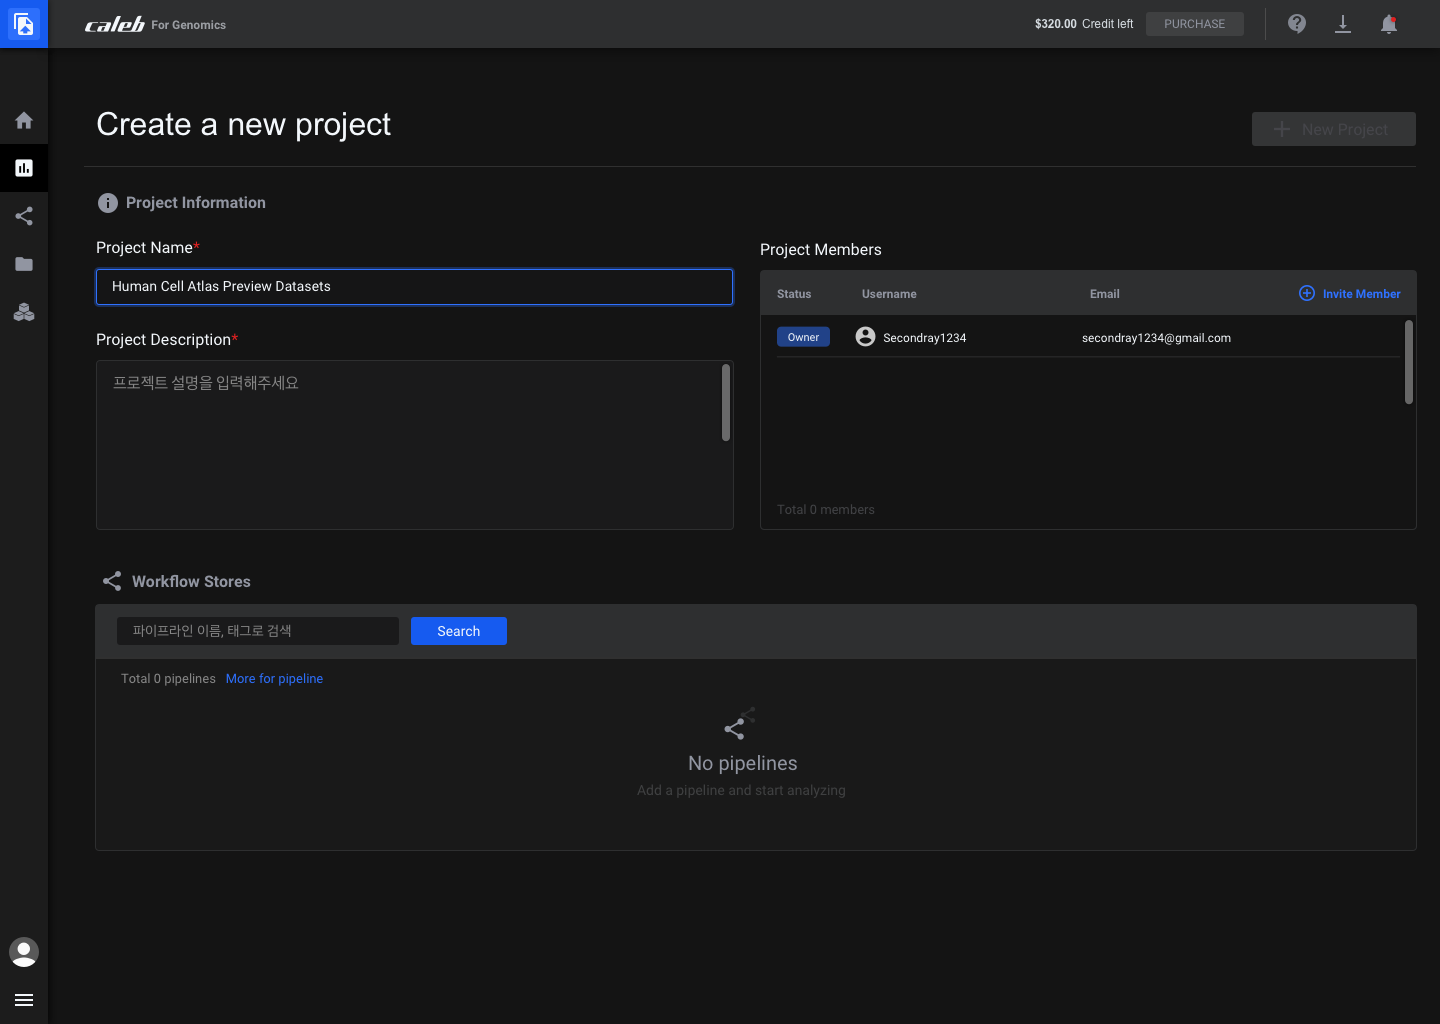 caleb For Genomics
$320.00 Credit left
PURCHASE
Create a new project
New Project
Project Information
Project Name*
Human Cell Atlas Preview Datasets
Project Description*
프로젝트 설명을 입력해주세요
Project Members
Status Username Email Invite Member
Owner Secondray1234 secondray1234@gmail.com
Total 0 members
Workflow Stores
파이프라인 이름, 태그로 검색
Search
Total 0 pipelines More for pipeline
No pipelines
Add a pipeline and start analyzing